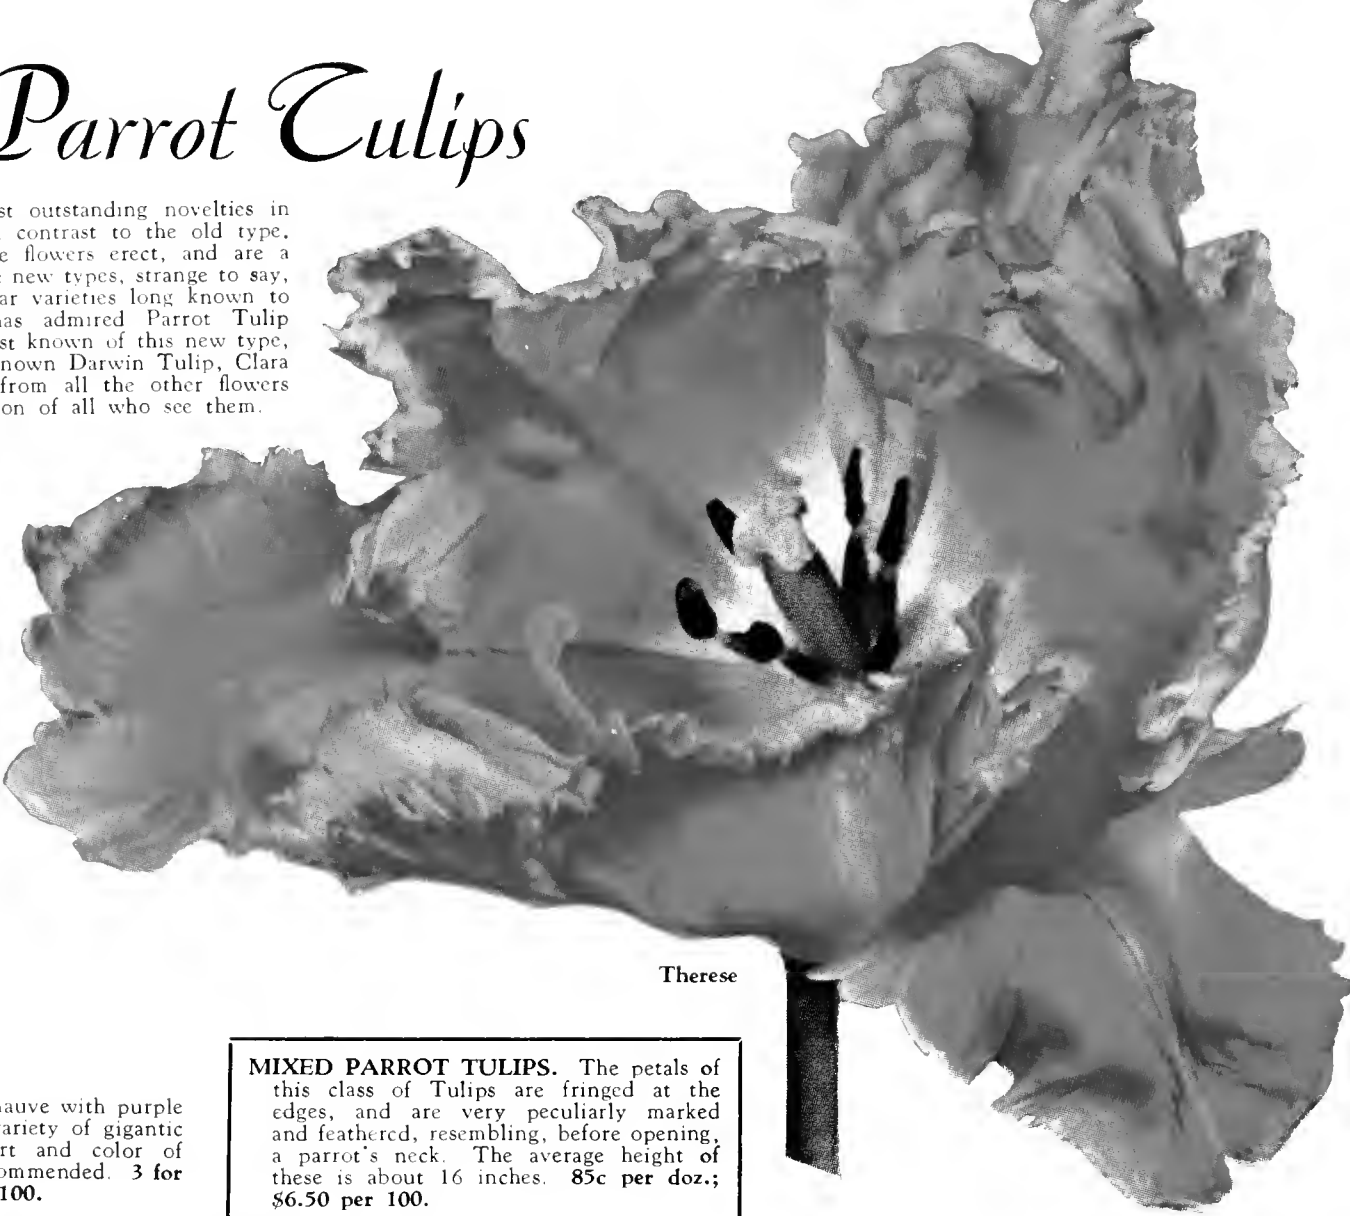 Parrot Tulips
st outstanding novelties in
contrast to the old type.
e flowers erect, and are a
new types, strange to say,
ar varieties long known to
as admired Parrot Tulip
st known of this new type,
nown Darwin Tulip, Clara
from all the other flowers
on of all who see them.
Therese
auve with purple
ariety of gigantic
rt and color of
ommended. 3 for
100.
MIXED PARROT TULIPS. The petals of
this class of Tulips are fringed at the
edges, and are very peculiarly marked
and feathered, resembling, before opening,
a parrot's neck. The average height of
these is about 16 inches. 85c per doz.;
$6.50 per 100.